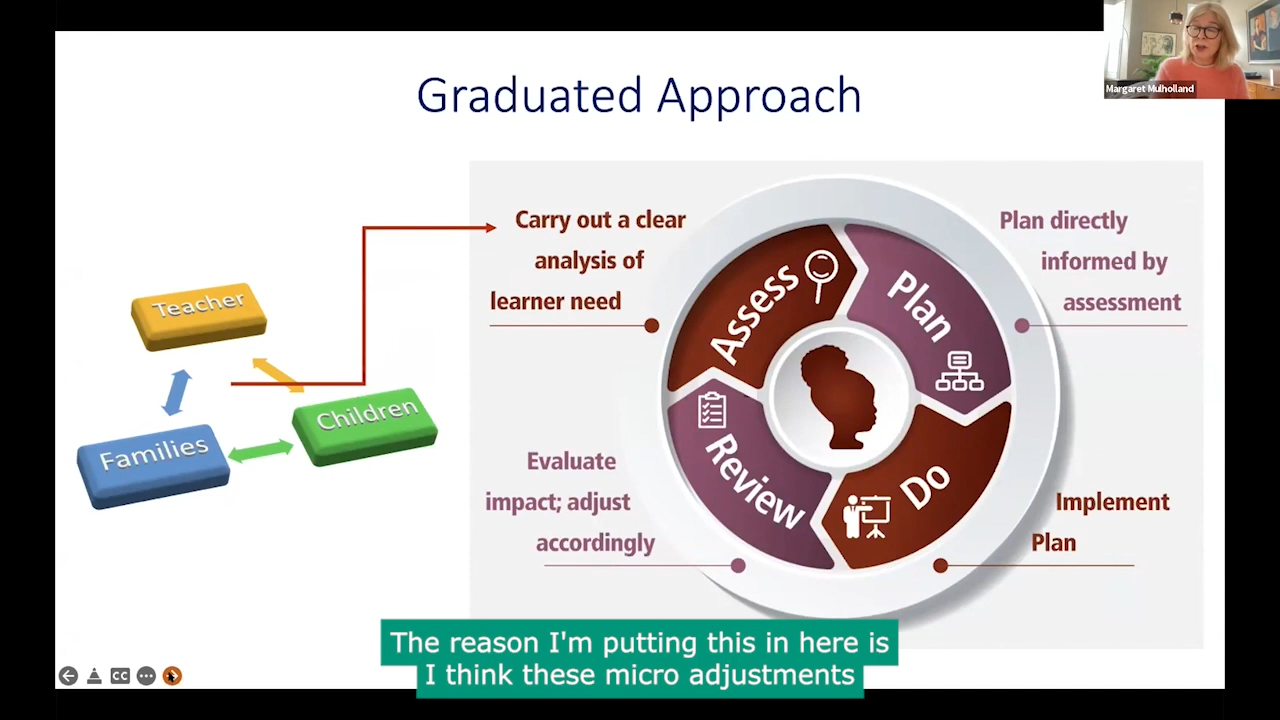 Margaret Mulholland
Graduated Approach
Carry out a clear
analysis of
learner need
Plan directly
informed by
assessment
Assess
Plan
Teacher
Children
Families
Review
Do
Evaluate
impact; adjust
accordingly
Implement
Plan
The reason I'm putting this in here is
I think these micro adjustments
CC